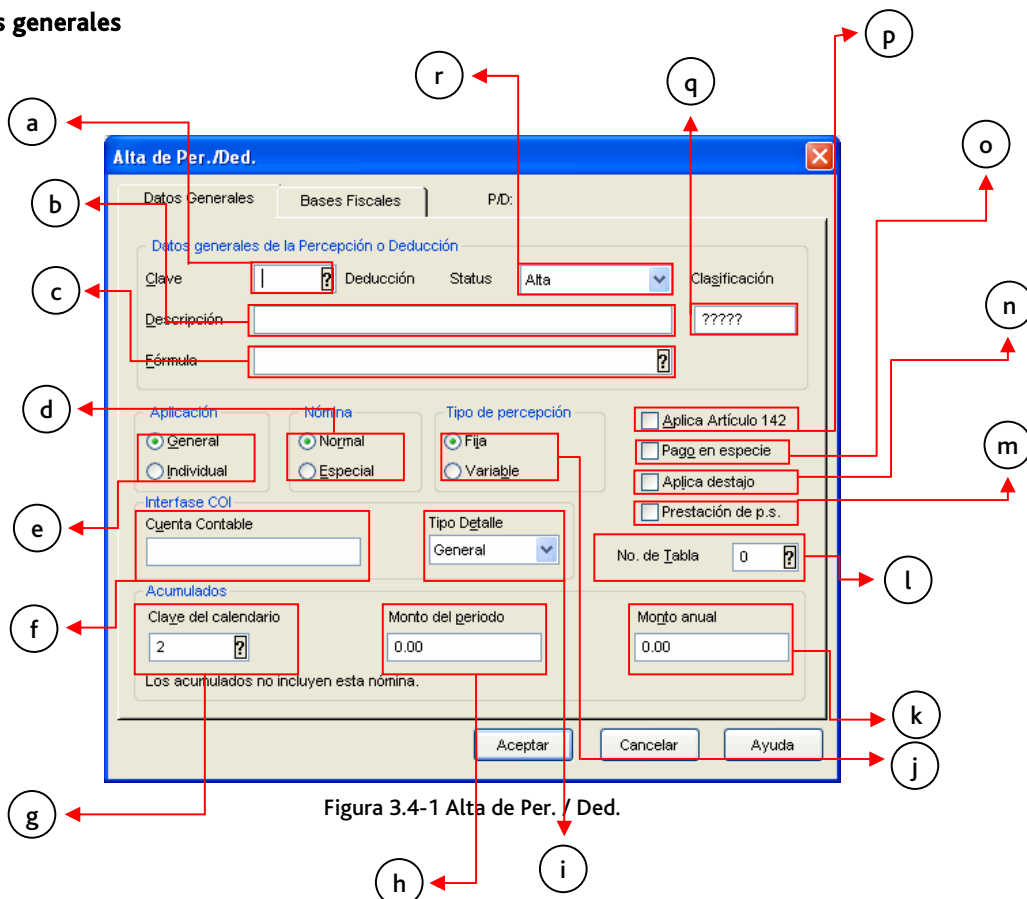 s generales
p
r
q
a
o
Alta de Per./Ded.
b
Datos Generales Bases Fiscales P/D:
Datos generales de la Percepción o Deducción
Clave ? Deducción Status Alta Clasificación
c
n
Descripción ?????
Fórmula ?
d
Aplicación Nómina Tipo de percepción
Aplica Artículo 142
General Normal Fija
Pago en especie
m
Individual Especial Variable
Aplica destajo
Interfase COI
Prestación de p.s.
e
Cuenta Contable Tipo Detalle
General No. de Tabla 0 ?
l
Acumulados
f
Clave del calendario Monto del periodo Monto anual
2 ? 0.00 0.00
Los acumulados no incluyen esta nómina.
k
Aceptar Cancelar Ayuda
j
g
Figura 3.4-1 Alta de Per. / Ded.
i
h